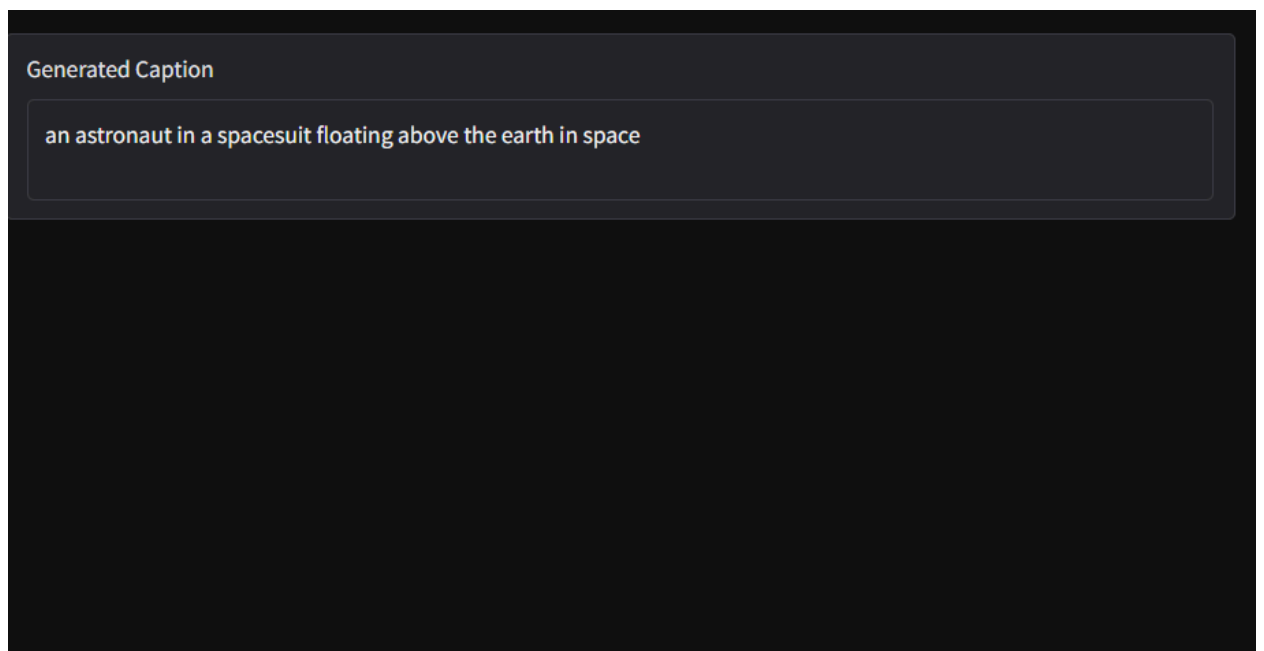 Generated Caption
an astronaut in a spacesuit floating above the earth in space